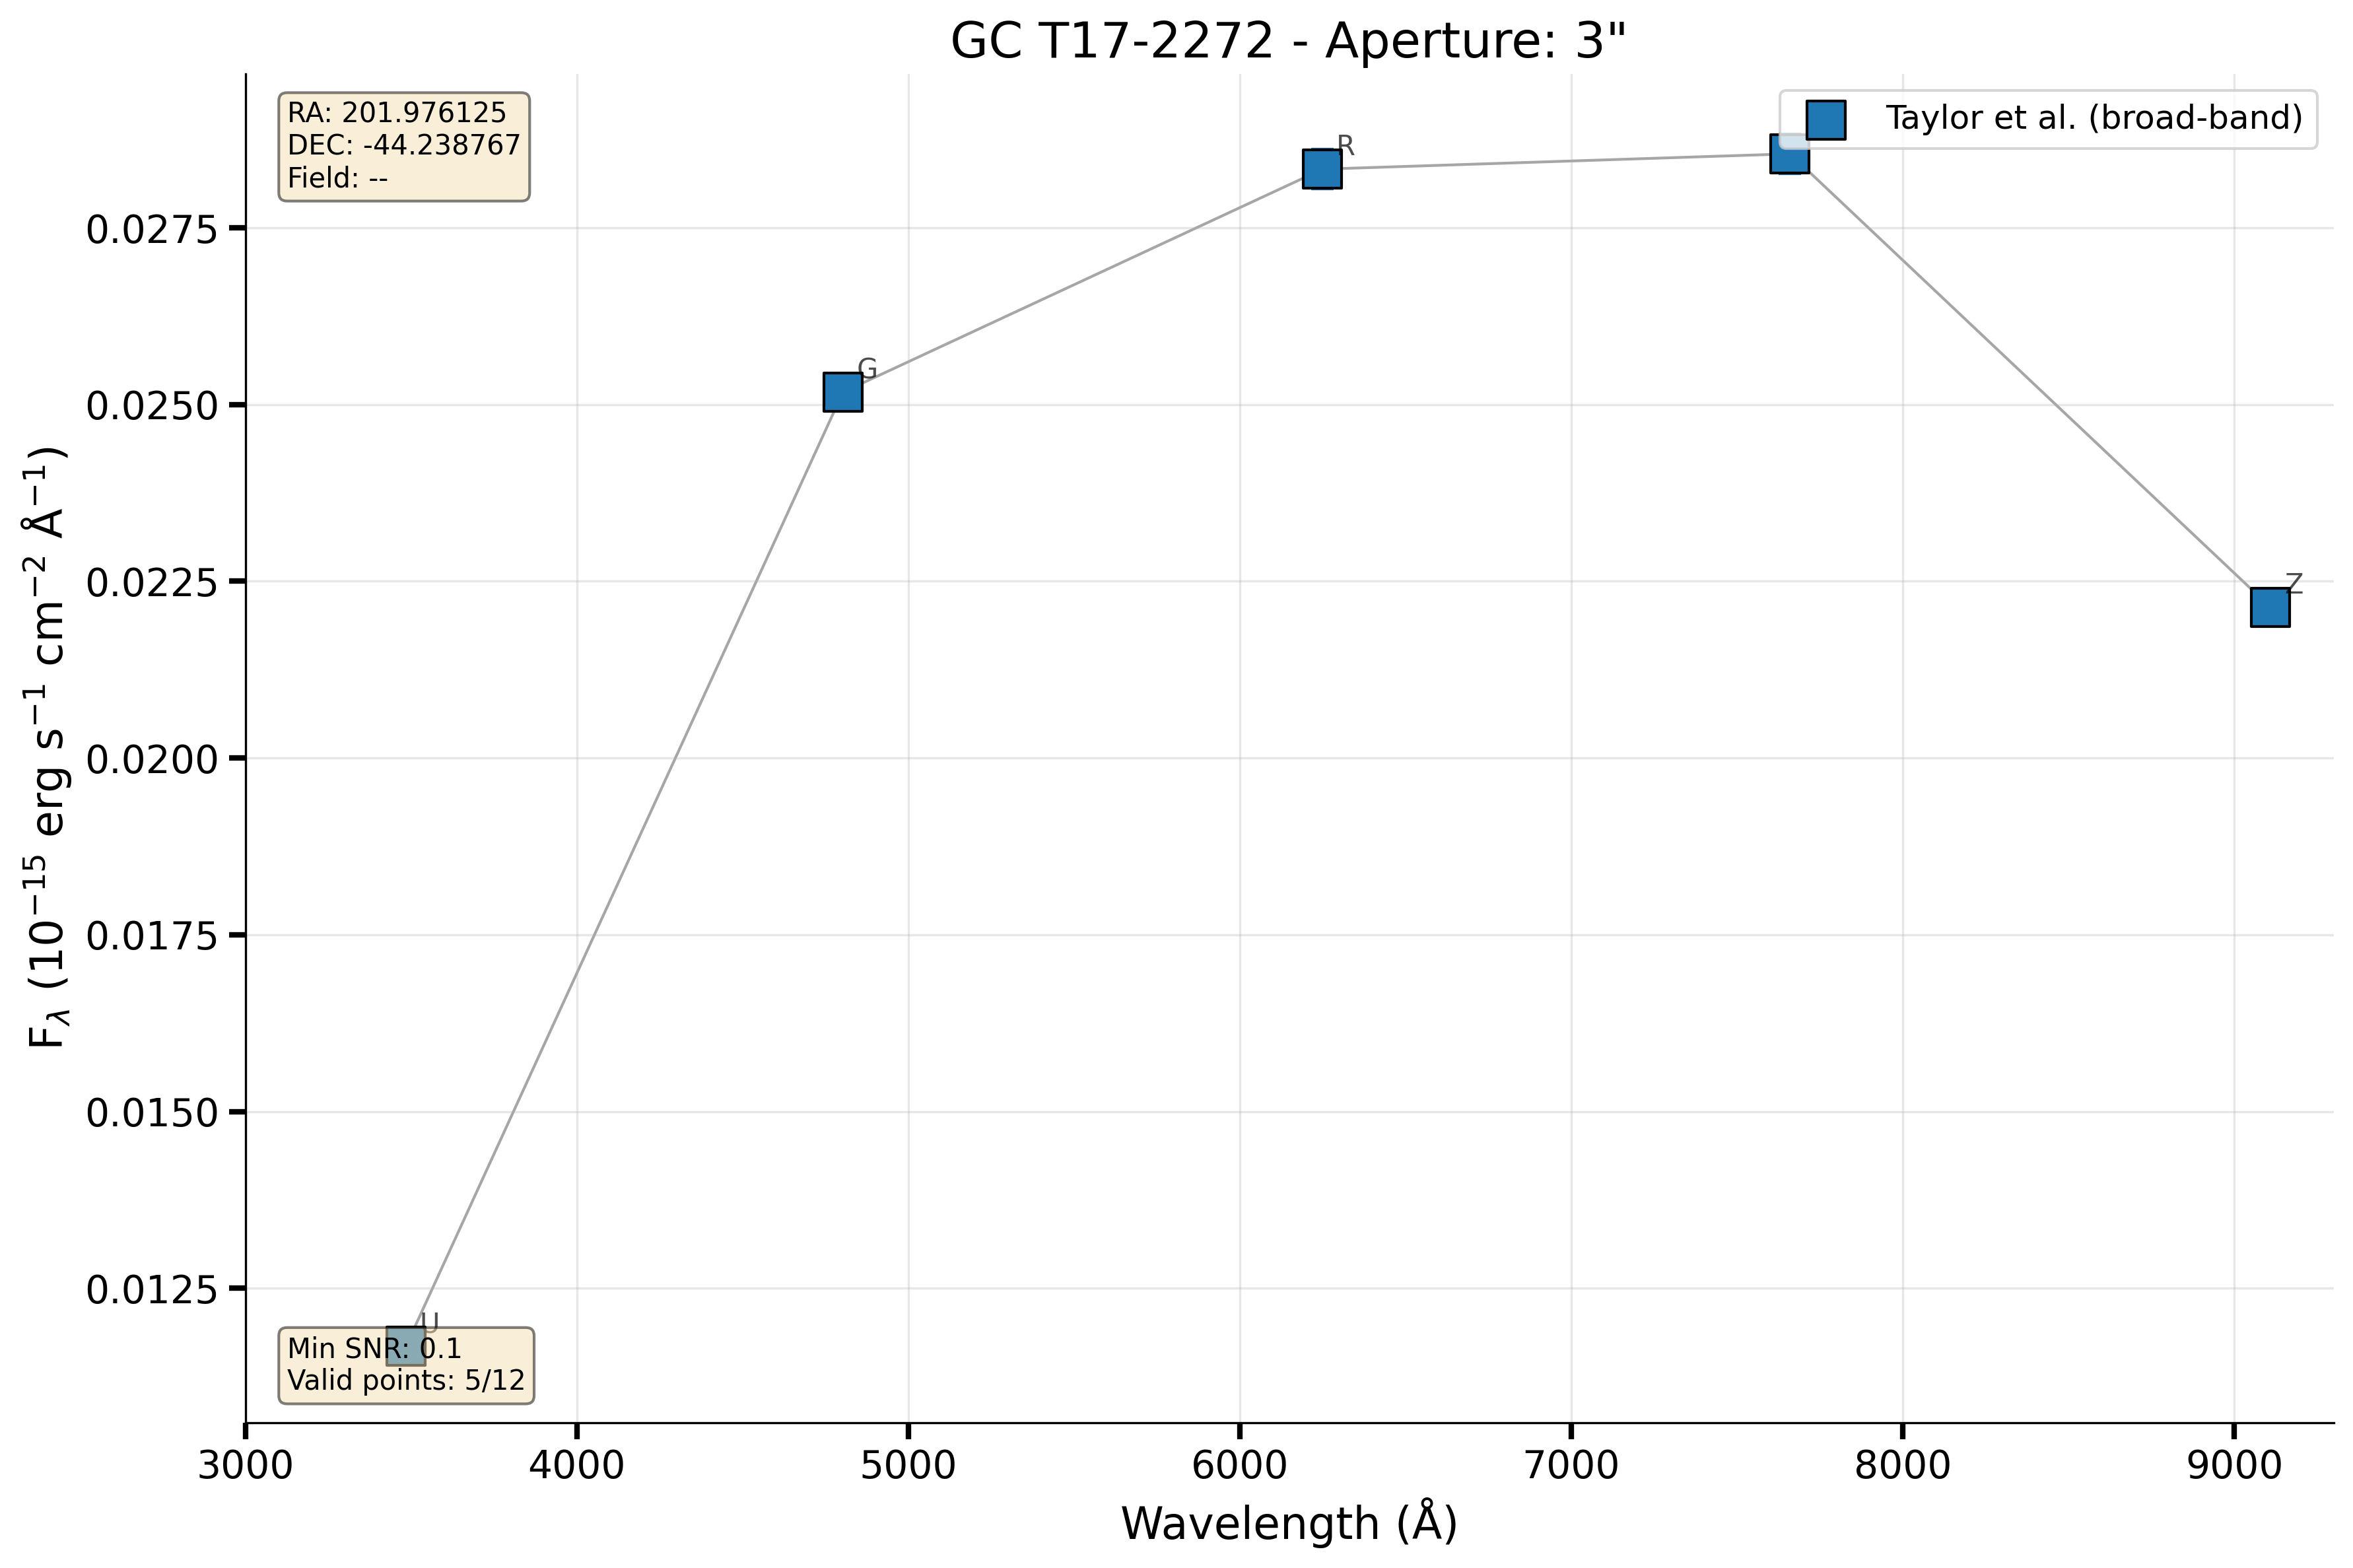 GC T17-2272 - Aperture: 3"
RA: 201.976125
DEC: -44.238767
Field: --
Taylor et al. (broad-band)
R
G
Z
U
Min SNR: 0.1
Valid points: 5/12
0.0275
0.0250
0.0225
0.0200
0.0175
0.0150
0.0125
F_λ (10⁻¹⁵ erg s⁻¹ cm⁻² Å⁻¹)
3000 4000 5000 6000 7000 8000 9000
Wavelength (Å)